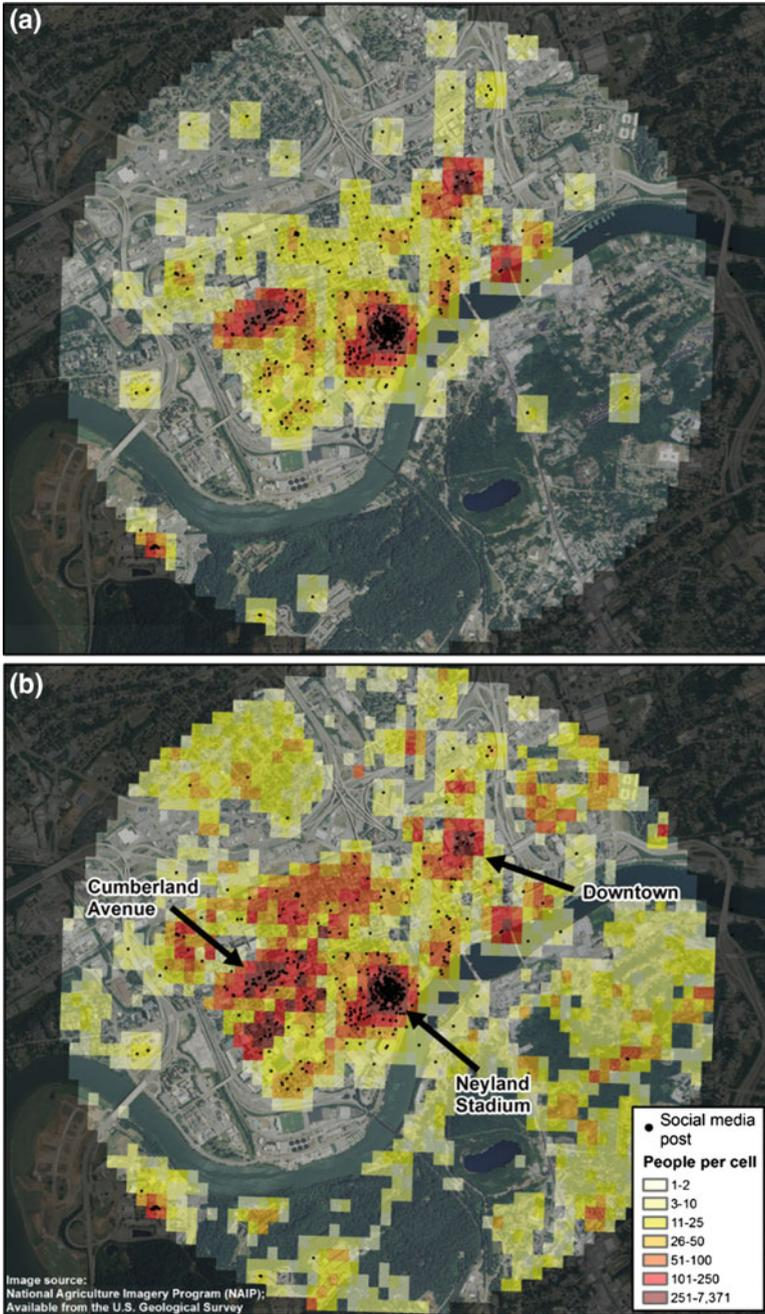 (a)
(b)
Cumberland
Avenue
Downtown
Neyland
Stadium
Social media
post
People per cell
1-2
3-10
11-25
26-50
51-100
101-250
251-7,371
Image source:
National Agriculture Imagery Program (NAIP);
Available from the U.S. Geological Survey